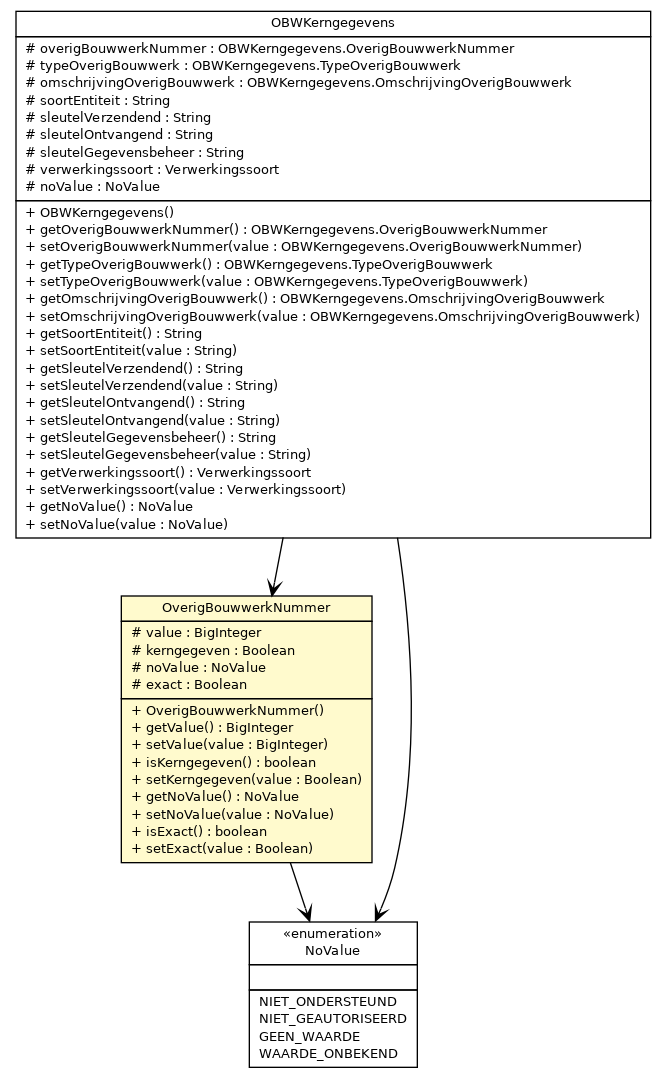 OBWKerngegevens
# overigBouwwerkNummer : OBWKerngegevens.OverigBouwwerkNummer
# typeOverigBouwwerk : OBWKerngegevens.TypeOverigBouwwerk
# omschrijvingOverigBouwwerk : OBWKerngegevens.OmschrijvingOverigBouwwerk
# soortEntiteit : String
# sleutelVerzendend : String
# sleutelOntvangend : String
# sleutelGegevensbeheer : String
# verwerkingssoort : Verwerkingssoort
# noValue : NoValue
+ OBWKerngegevens()
+ getOverigBouwwerkNummer() : OBWKerngegevens.OverigBouwwerkNummer
+ setOverigBouwwerkNummer(value : OBWKerngegevens.OverigBouwwerkNummer)
+ getTypeOverigBouwwerk() : OBWKerngegevens.TypeOverigBouwwerk
+ setTypeOverigBouwwerk(value : OBWKerngegevens.TypeOverigBouwwerk)
+ getOmschrijvingOverigBouwwerk() : OBWKerngegevens.OmschrijvingOverigBouwwerk
+ setOmschrijvingOverigBouwwerk(value : OBWKerngegevens.OmschrijvingOverigBouwwerk)
+ getSoortEntiteit() : String
+ setSoortEntiteit(value : String)
+ getSleutelVerzendend() : String
+ setSleutelVerzendend(value : String)
+ getSleutelOntvangend() : String
+ setSleutelOntvangend(value : String)
+ getSleutelGegevensbeheer() : String
+ setSleutelGegevensbeheer(value : String)
+ getVerwerkingssoort() : Verwerkingssoort
+ setVerwerkingssoort(value : Verwerkingssoort)
+ getNoValue() : NoValue
+ setNoValue(value : NoValue)
OverigBouwwerkNummer
# value : BigInteger
# kerngegeven : Boolean
# noValue : NoValue
# exact : Boolean
+ OverigBouwwerkNummer()
+ getValue() : BigInteger
+ setValue(value : BigInteger)
+ isKerngegeven() : boolean
+ setKerngegeven(value : Boolean)
+ getNoValue() : NoValue
+ setNoValue(value : NoValue)
+ isExact() : boolean
+ setExact(value : Boolean)
«enumeration»
NoValue
NIET_ONDERSTEUND
NIET_GEAUTORISEERD
GEEN_WAARDE
WAARDE_ONBEKEND